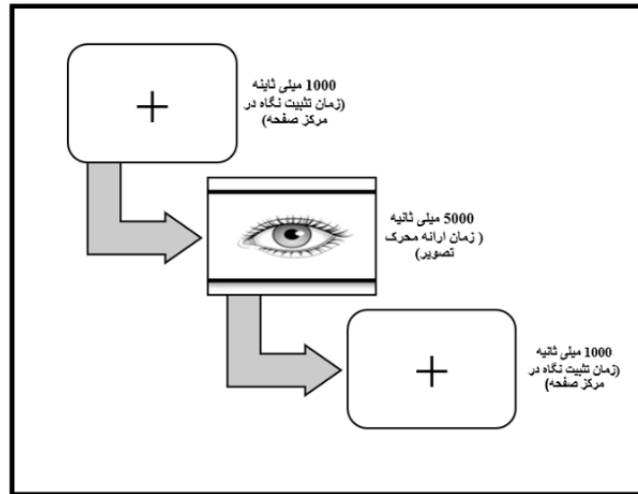 1000 میلی ثاینه
(زمان تثبیت نگاه در
مرکز صفحه)
5000 میلی ثانیه
( زمان ارائه محرک
تصویر)
1000 میلی ثانیه
(زمان تثبیت نگاه در
مرکز صفحه)